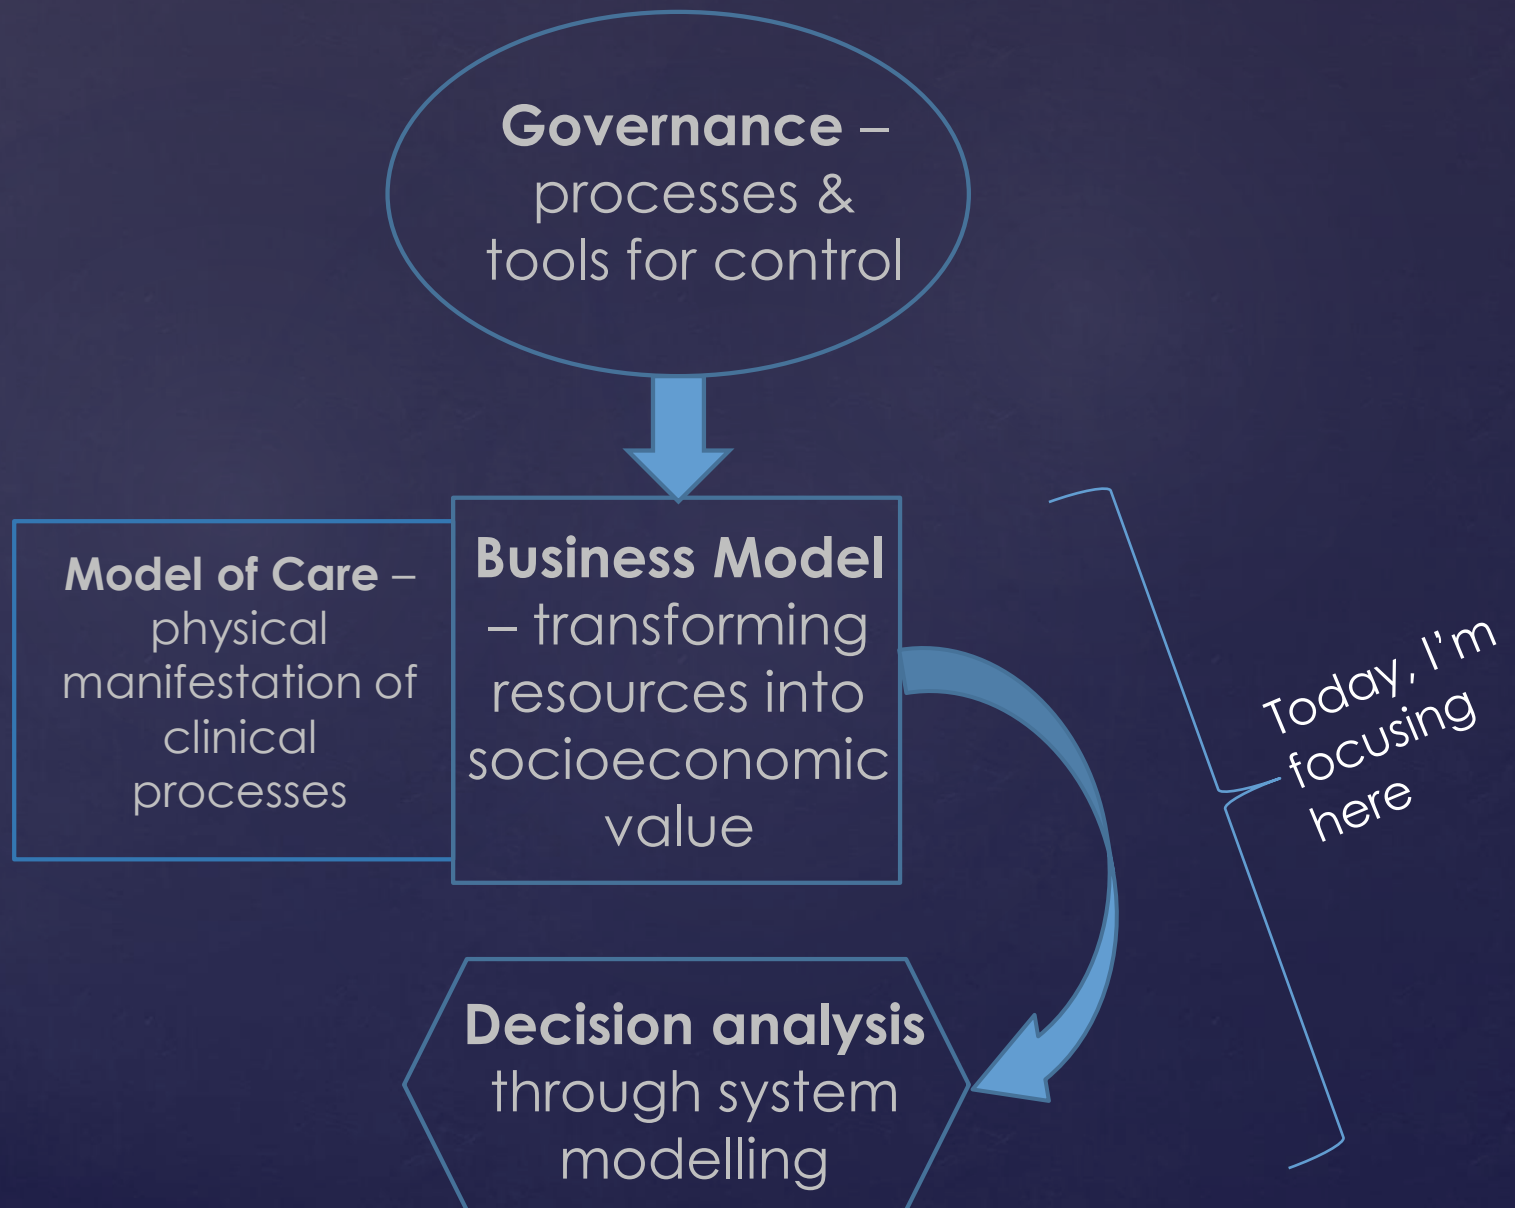 Governance –
processes &
tools for control
Model of Care –
physical
manifestation of
clinical
processes
Business Model
– transforming
resources into
socioeconomic
value
Today, I’m
focusing
here
Decision analysis
through system
modelling